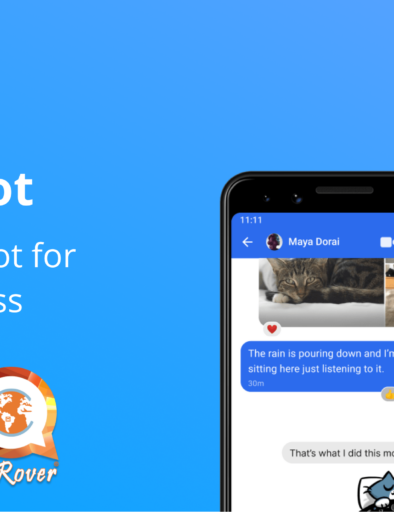 ot
ot for
ss
Rover
11:11
Maya Dorai
The rain is pouring down and I'm
sitting here just listening to it.
30m
That's what I did this mo